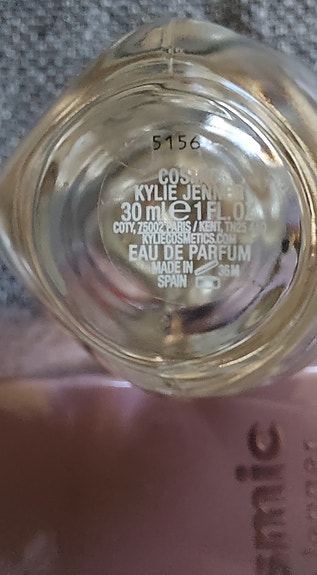 5156
COSMIC
KYLIE JENNER
30 ml e 1 FL. OZ
COTY, 75002 PARIS / KENT, TN25
KYLIECOSMETICS.COM
EAU DE PARFUM
MADE IN
36M
SPAIN
smic